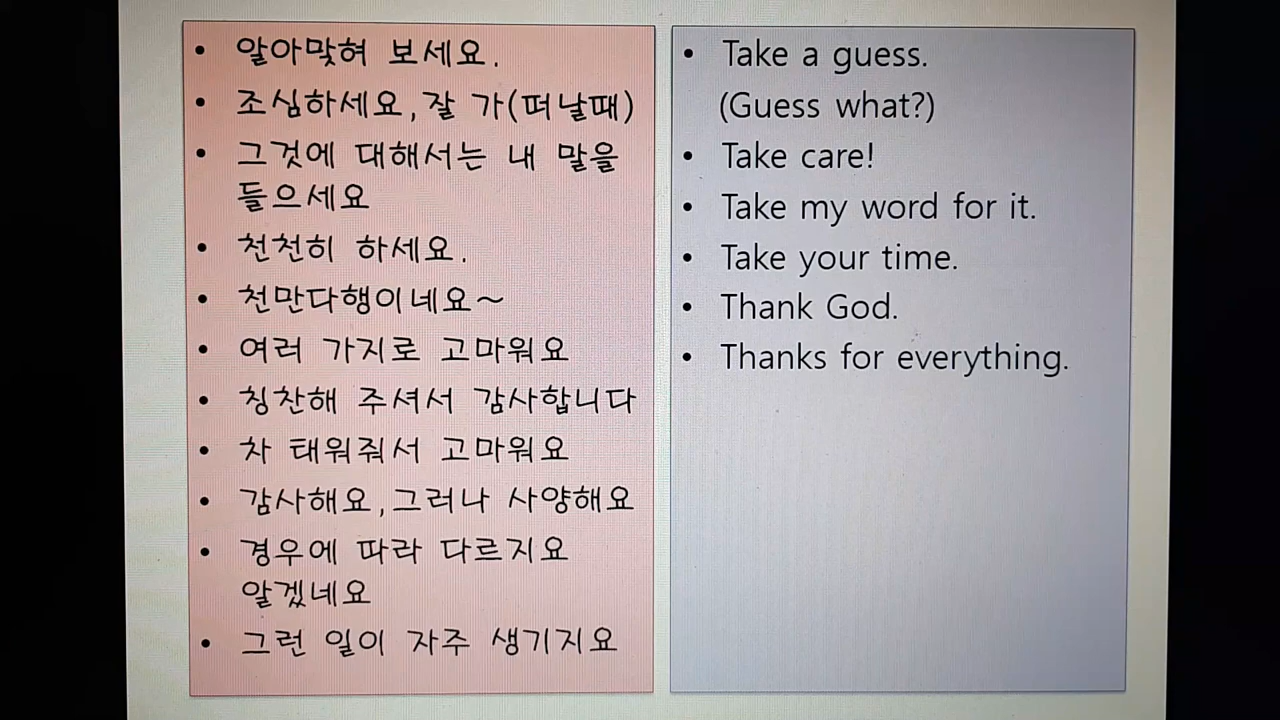 • 알아맞혀 보세요.
• 조심하세요,잘 가(떠날때)
• 그것에 대해서는 내 말을
들으세요
• 천천히 하세요.
• 천만다행이네요~
• 여러 가지로 고마워요
• 칭찬해 주셔서 감사합니다
• 차 태워줘서 고마워요
• 감사해요,그러나 사양해요
• 경우에 따라 다르지요
알겠네요
• 그런 일이 자주 생기지요
• Take a guess.
(Guess what?)
• Take care!
• Take my word for it.
• Take your time.
• Thank God.
• Thanks for everything.